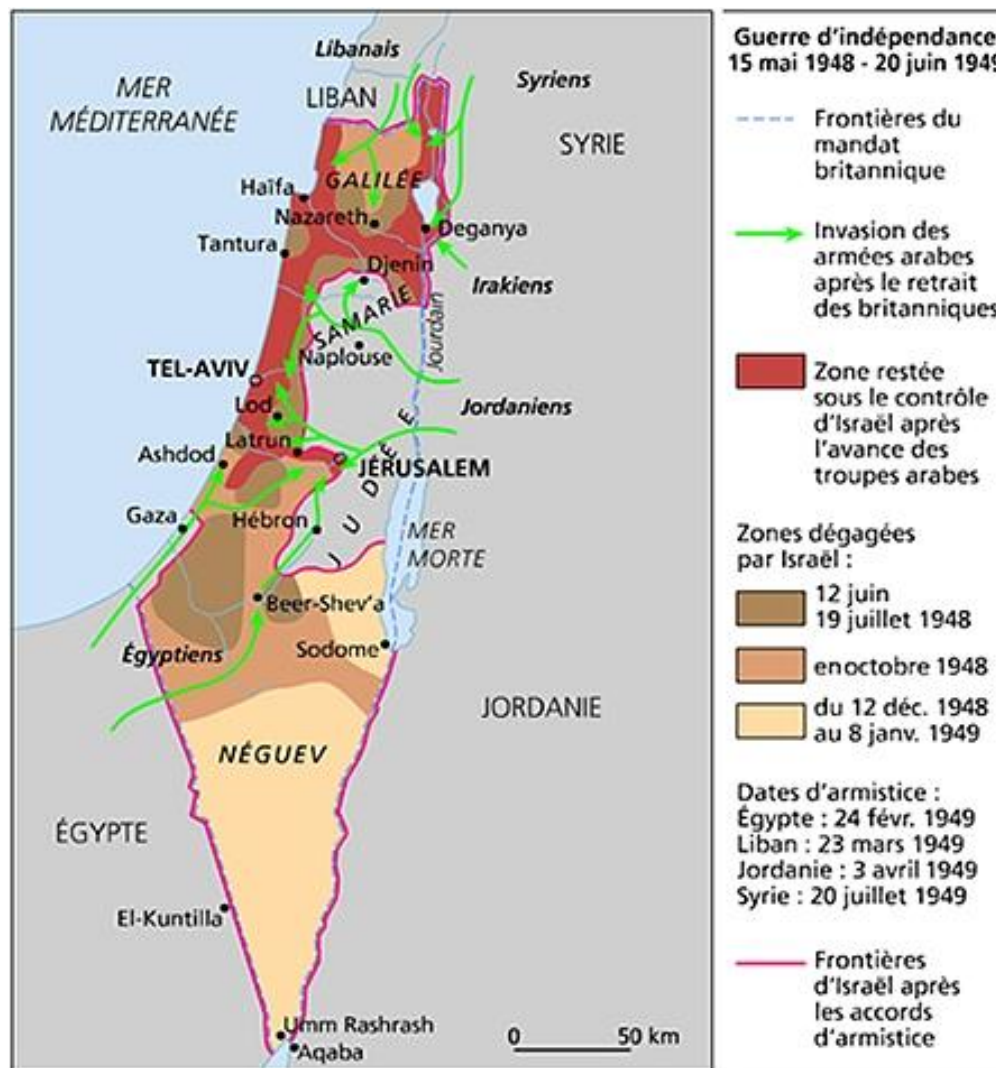 Libanais
MER
MÉDITERRANÉE
LIBAN
Syriens
SYRIE
GALILÉE
Haïfa
Nazareth
Deganya
Tantura
Djenin
Irakiens
SAMARIE
Jourdain
Naplouse
TEL-AVIV
Lod
Jordaniens
Latrun
Ashdod
JÉRUSALEM
JUDÉE
Gaza
Hébron
MER
MORTE
Beer-Shev'a
Égyptiens
Sodome
JORDANIE
NÉGUEV
ÉGYPTE
El-Kuntilla
Umm Rashrash
Aqaba
0 50 km
Guerre d'indépendance
15 mai 1948 - 20 juin 1949
Frontières du
mandat
britannique
Invasion des
armées arabes
après le retrait
des britanniques
Zone restée
sous le contrôle
d'Israël après
l'avance des
troupes arabes
Zones dégagées
par Israël :
12 juin
19 juillet 1948
en octobre 1948
du 12 déc. 1948
au 8 janv. 1949
Dates d'armistice :
Égypte : 24 févr. 1949
Liban : 23 mars 1949
Jordanie : 3 avril 1949
Syrie : 20 juillet 1949
Frontières
d'Israël après
les accords
d'armistice